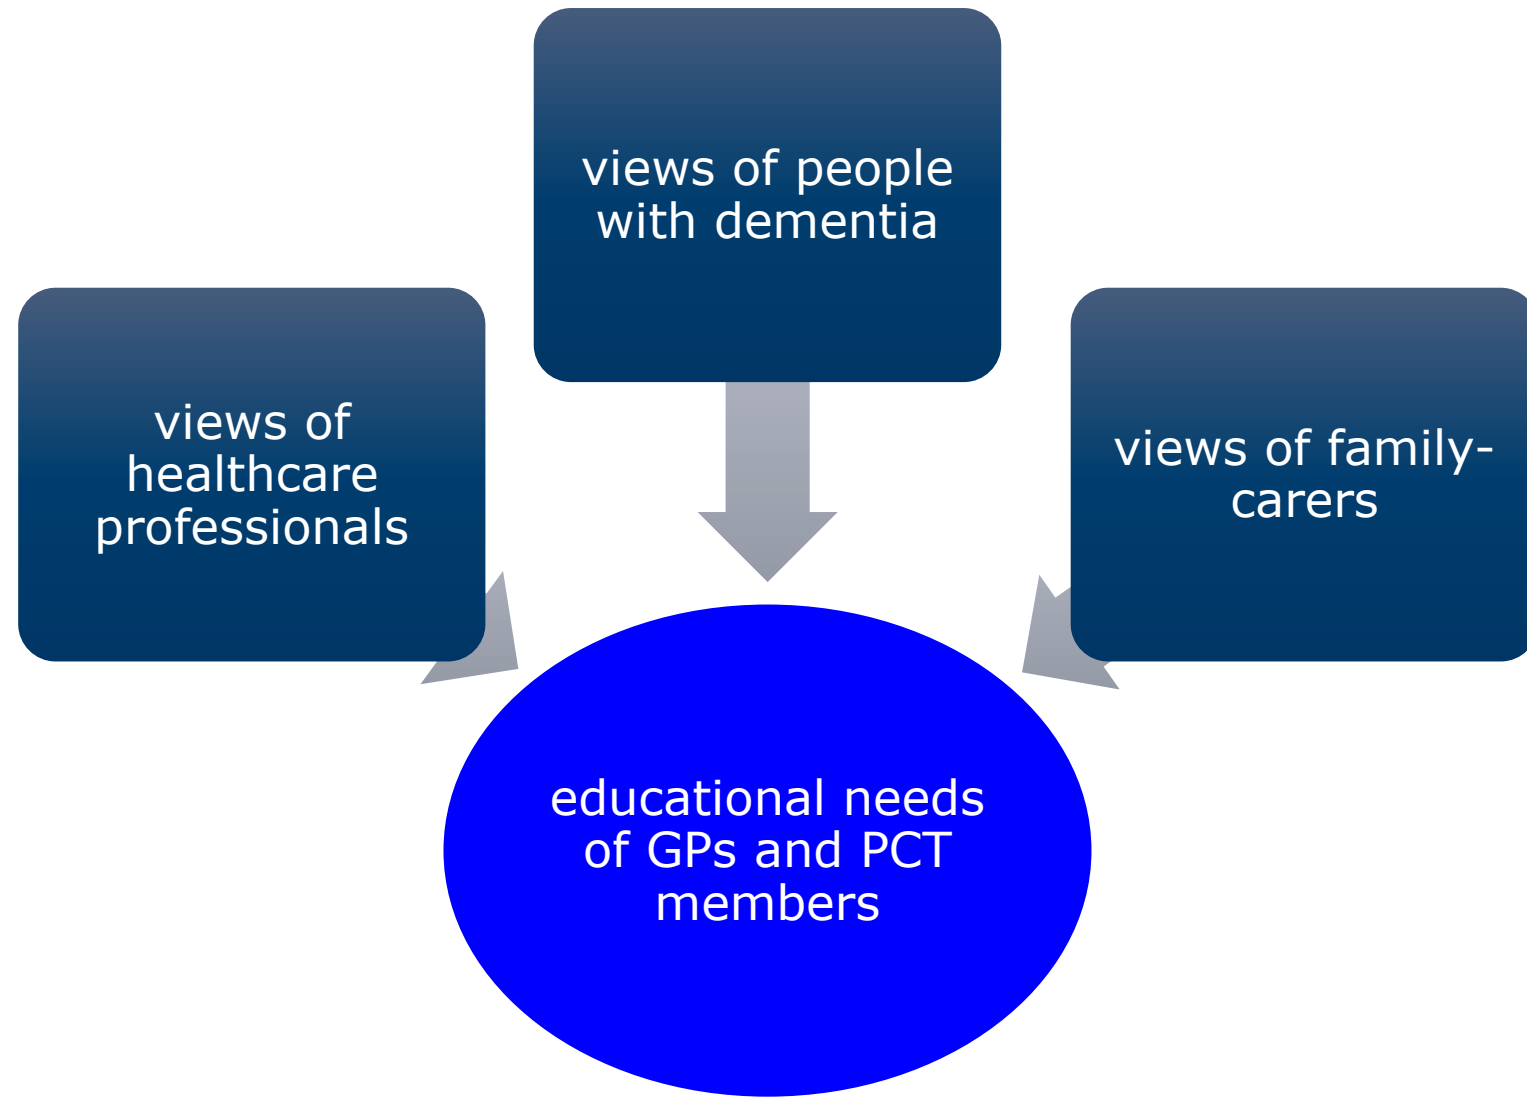 views of people
with dementia
views of
healthcare
professionals
views of family-
carers
educational needs
of GPs and PCT
members